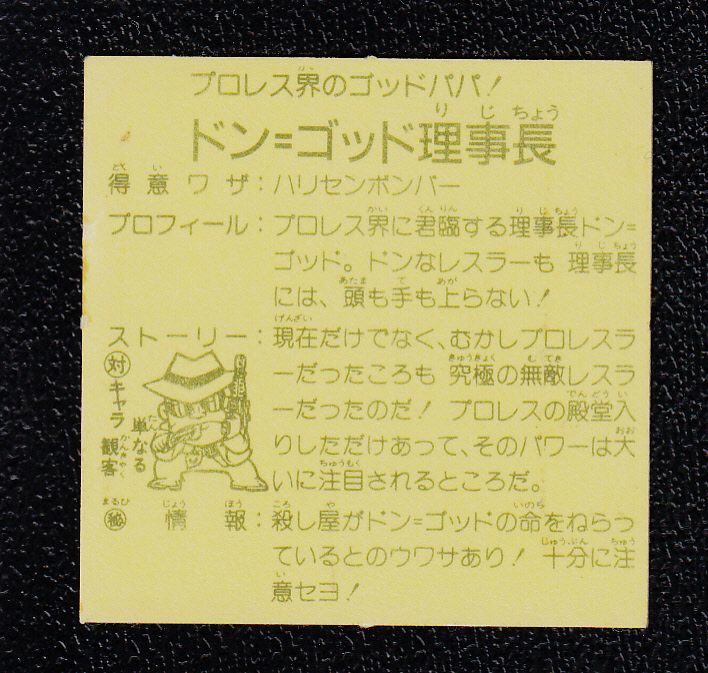 プロレス界のゴッドパパ!
ドン=ゴッド理事長
得意ワザ:ハリセンボンバー
プロフィール:プロレス界に君臨する理事長ドン=
ゴッド。ドンなレスラーも 理事長
には、頭も手も上らない!
ストーリー:現在だけでなく、むかしプロレスラ
ーだったころも 究極の無敵レスラ
ーだったのだ! プロレスの殿堂入
りしただけあって、そのパワーは大
いに注目されるところだ。
対キャラ
単なる
観客
㊙情報:殺し屋がドン=ゴッドの命をねらっ
ているとのウワサあり! 十分に注
意セヨ!